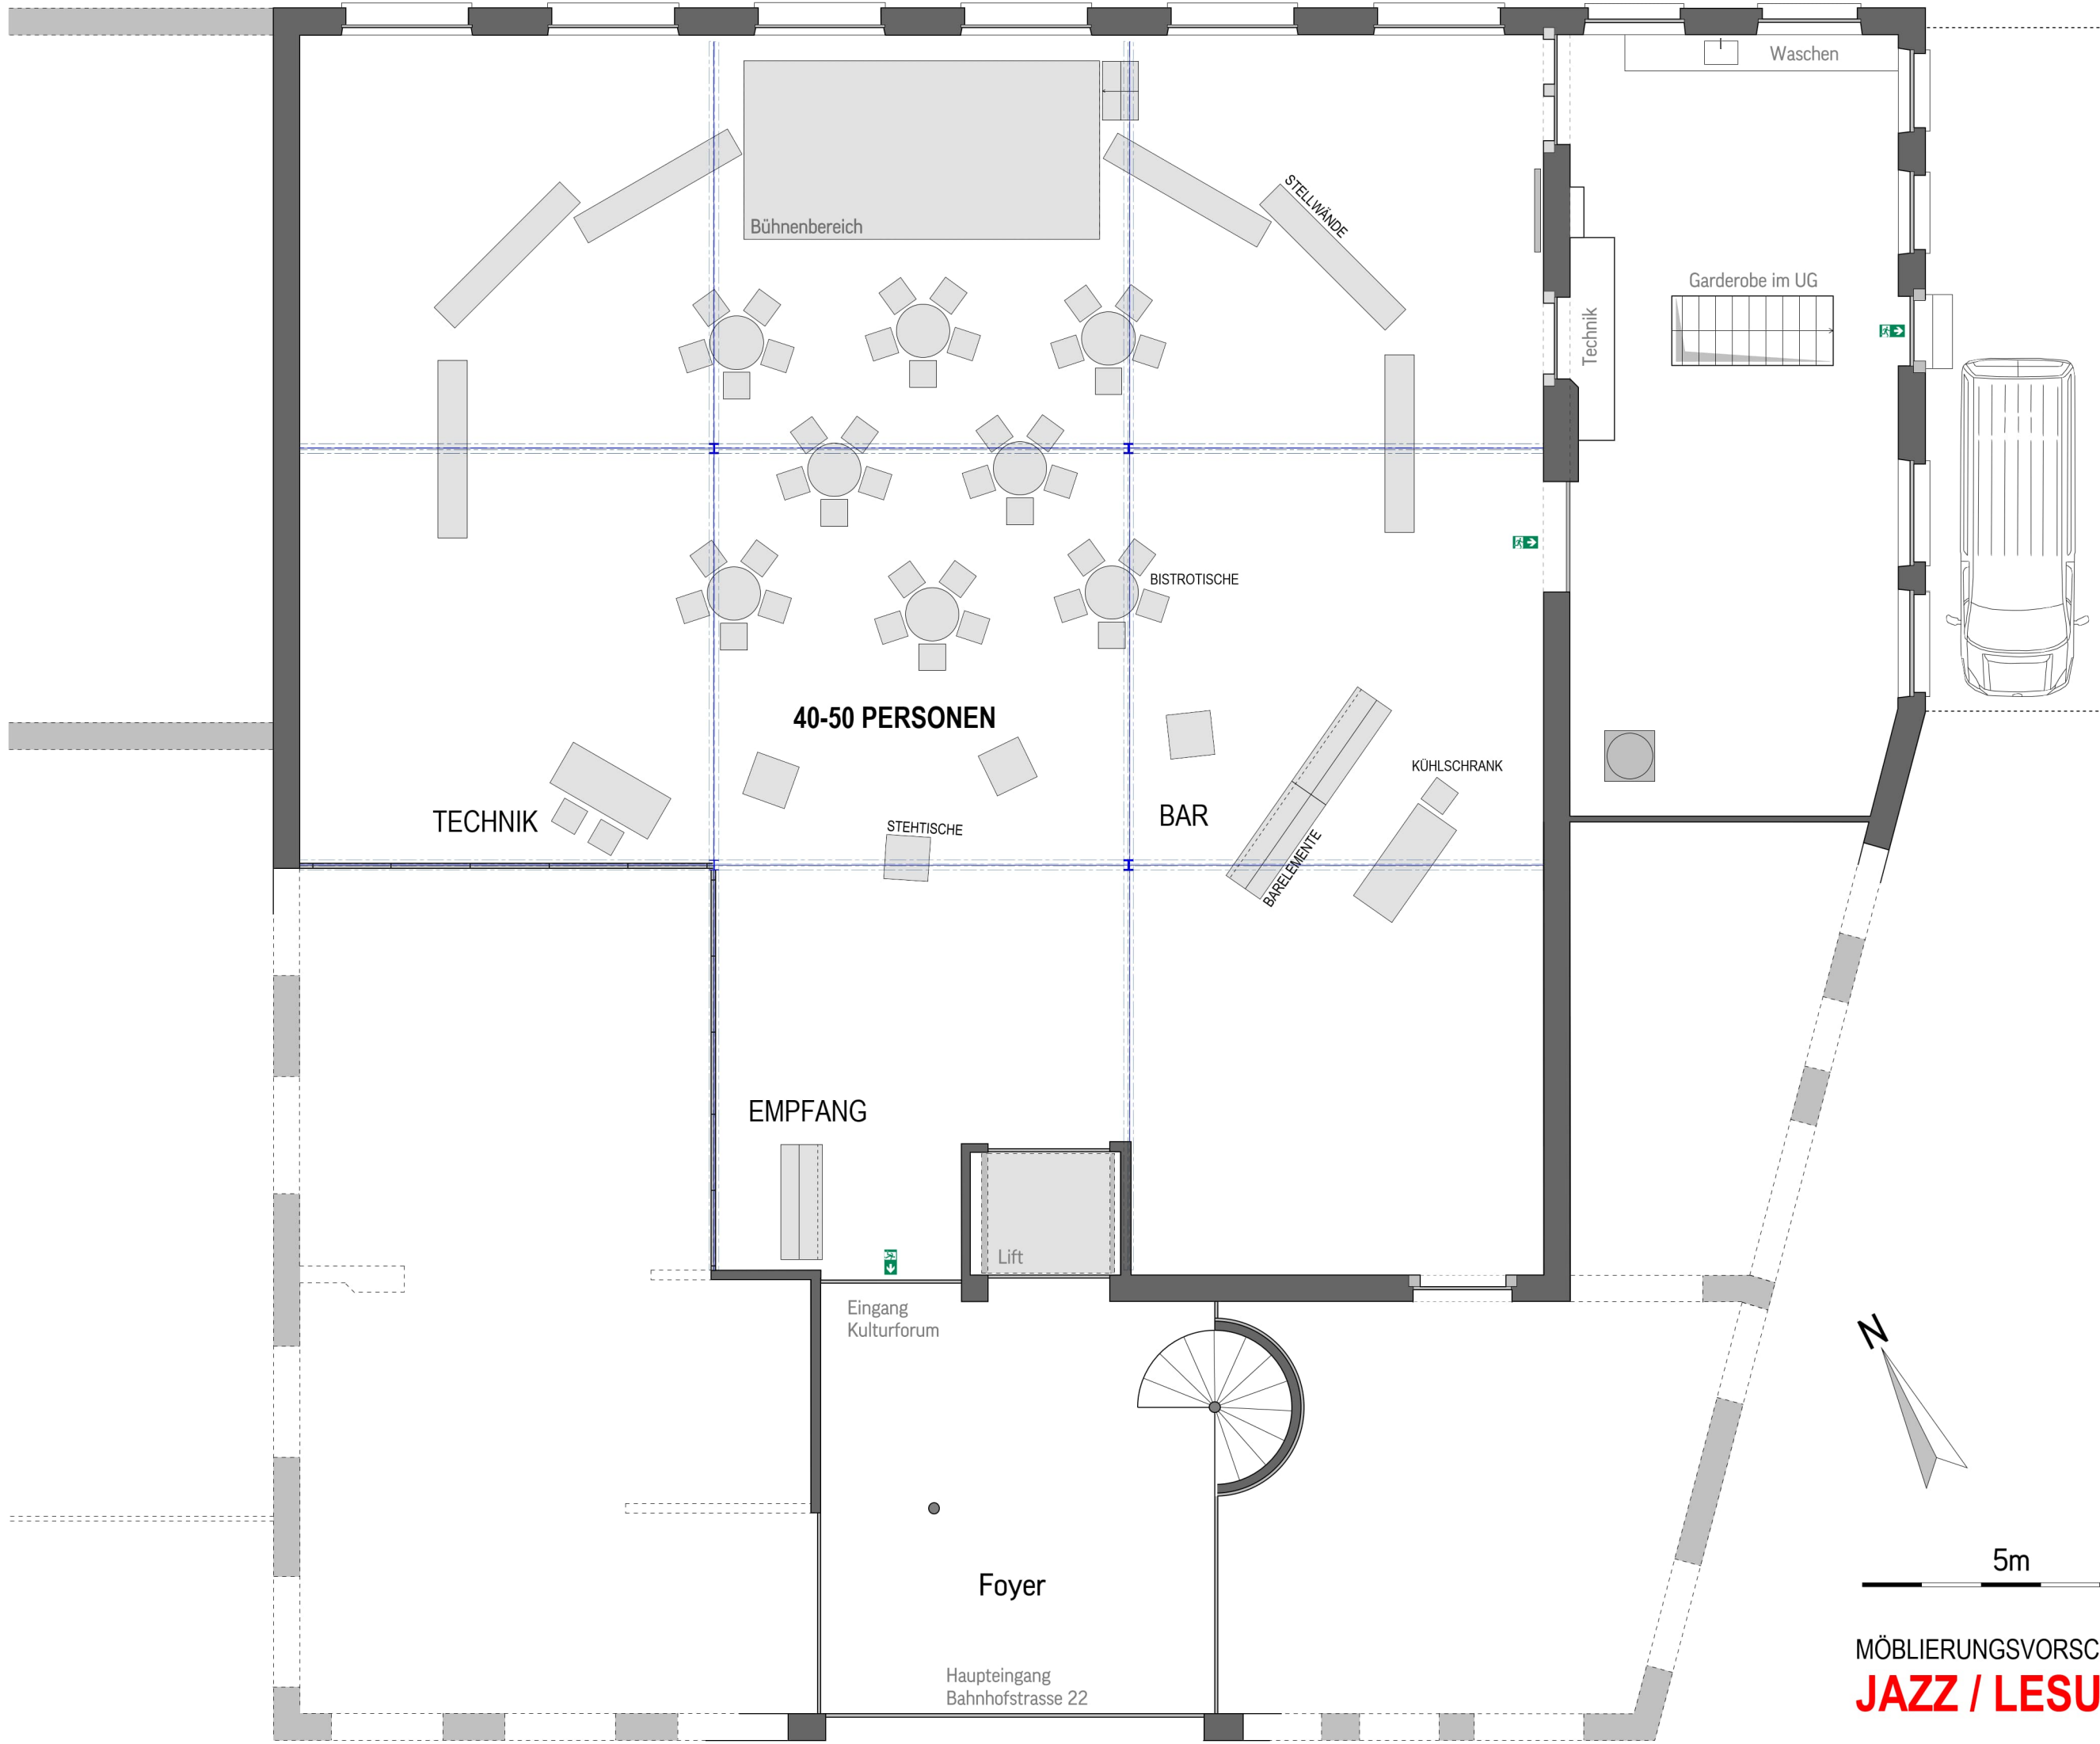 Waschen
STELLWÄNDE
Bühnenbereich
Garderobe im UG
Technik
BISTROTISCHE
40-50 PERSONEN
KÜHLSCHRANK
TECHNIK
BAR
STEHTISCHE
BARELEMENTE
EMPFANG
Lift
Eingang
Kulturforum
N
5m
Foyer
MÖBLIERUNGSVORSC
Haupteingang
Bahnhofstrasse 22
JAZZ / LESU